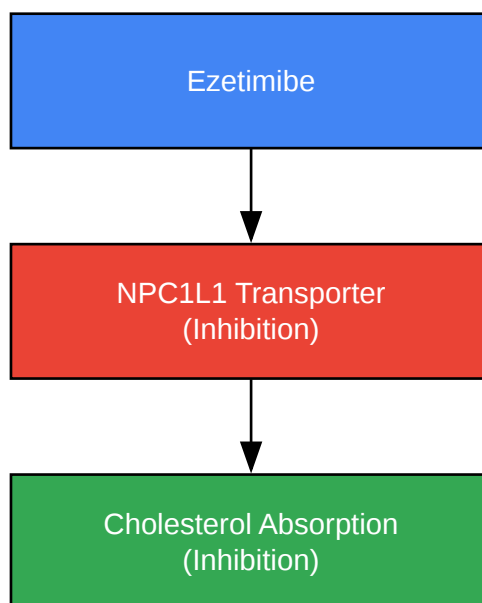 Ezetimibe
NPC1L1 Transporter
(Inhibition)
Cholesterol Absorption
(Inhibition)